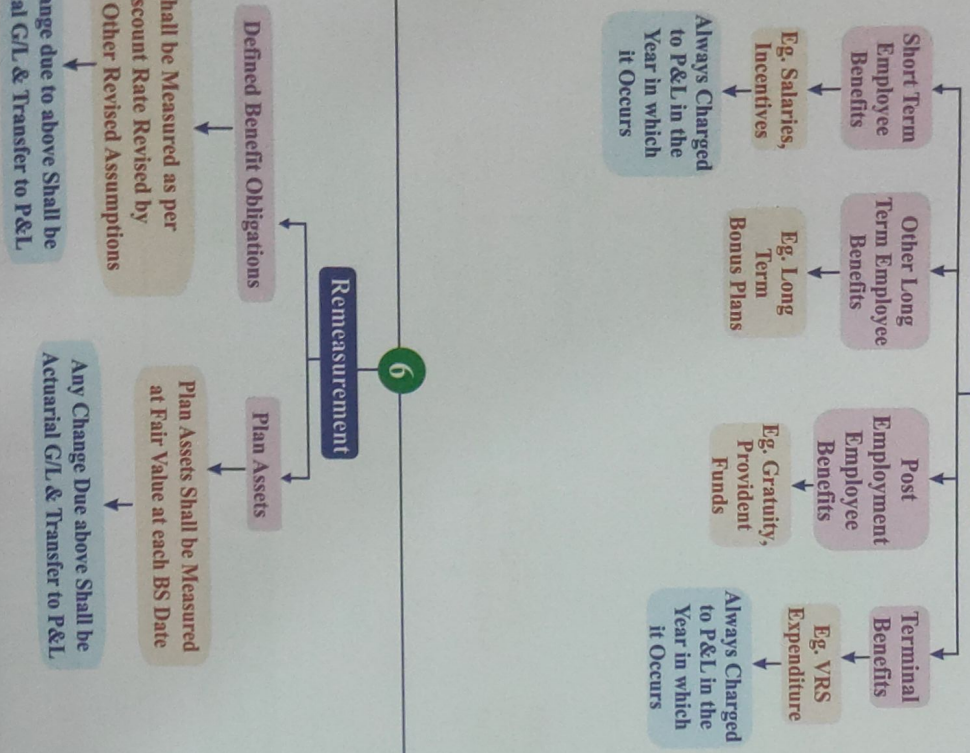 Short Term
Employee
Benefits
Eg. Salaries,
Incentives
Always Charged
to P&L in the
Year in which
it Occurs
Other Long
Term Employee
Benefits
Eg. Long
Term
Bonus Plans
Post
Employment
Employee
Benefits
Eg. Gratuity,
Provident
Funds
Terminal
Benefits
Eg. VRS
Expenditure
Always Charged
to P&L in the
Year in which
it Occurs
6
Remeasurement
Defined Benefit Obligations
be Measured as per
Rate Revised by
Other Revised Assumptions
due to above Shall be
G/L & Transfer to P&L
Plan Assets
Plan Assets Shall be Measured
at Fair Value at each BS Date
Any Change Due above Shall be
Actuarial G/L & Transfer to P&L